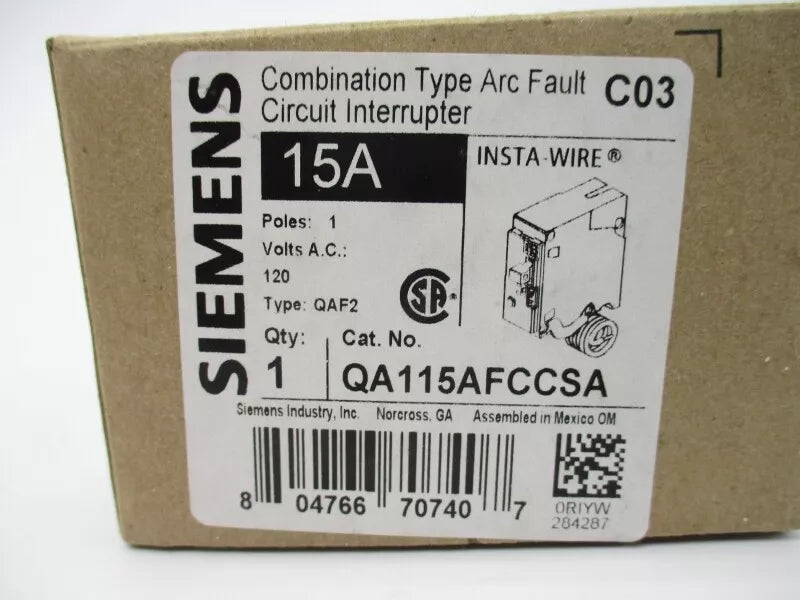 SIEMENS
Combination Type Arc Fault
Circuit Interrupter
C03
15A
INSTA-WIRE®
Poles: 1
Volts A.C.:
120
Type: QAF2
SA®
Qty:
1
Cat. No.
QA115AFCCSA
Siemens Industry, Inc. Norcross, GA Assembled in Mexico OM
8 04766 70740 7
0RIYW
284287